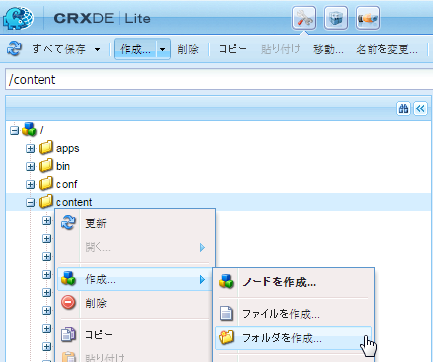 CRXDE | Lite
すべて保存 作成... 削除 コピー 貼り付け 移動... 名前を変更...
/content
/
apps
bin
conf
content
更新
開く...
作成...
ノードを作成...
削除
ファイルを作成...
コピー
フォルダを作成...
貼り付け